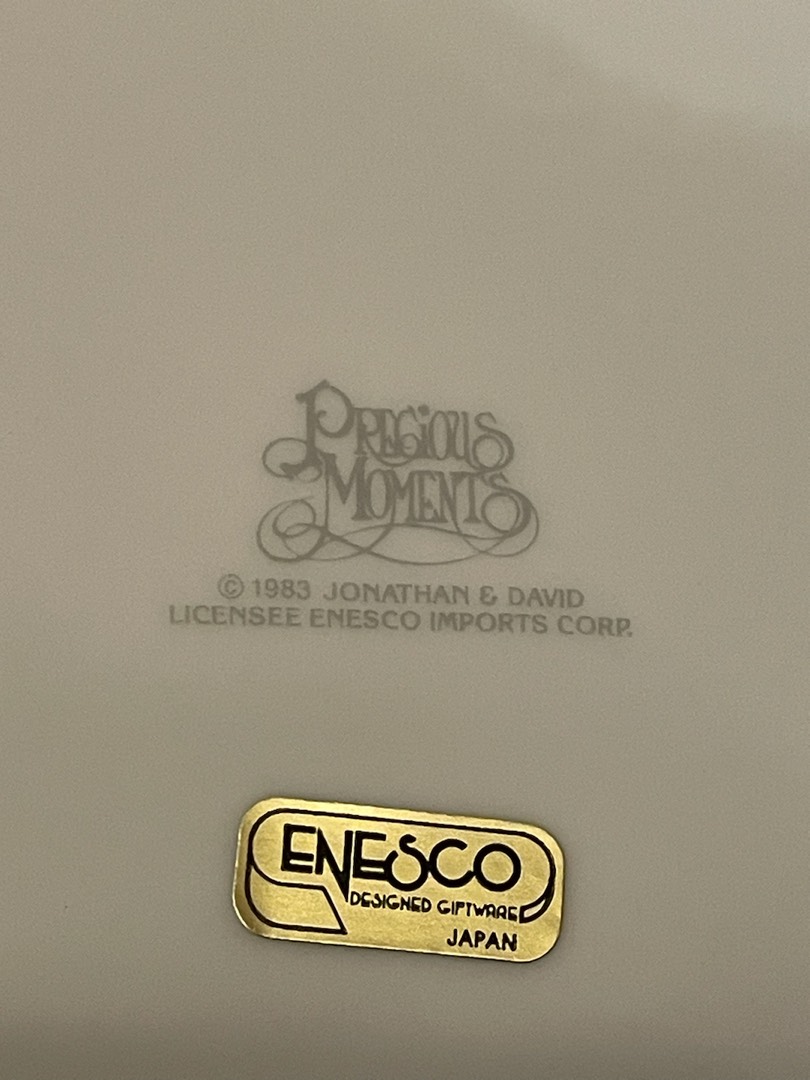 PRECIOUS
MOMENTS
© 1983 JONATHAN & DAVID
LICENSEE ENESCO IMPORTS CORP.
ENESCO
DESIGNED GIFTWARE
JAPAN